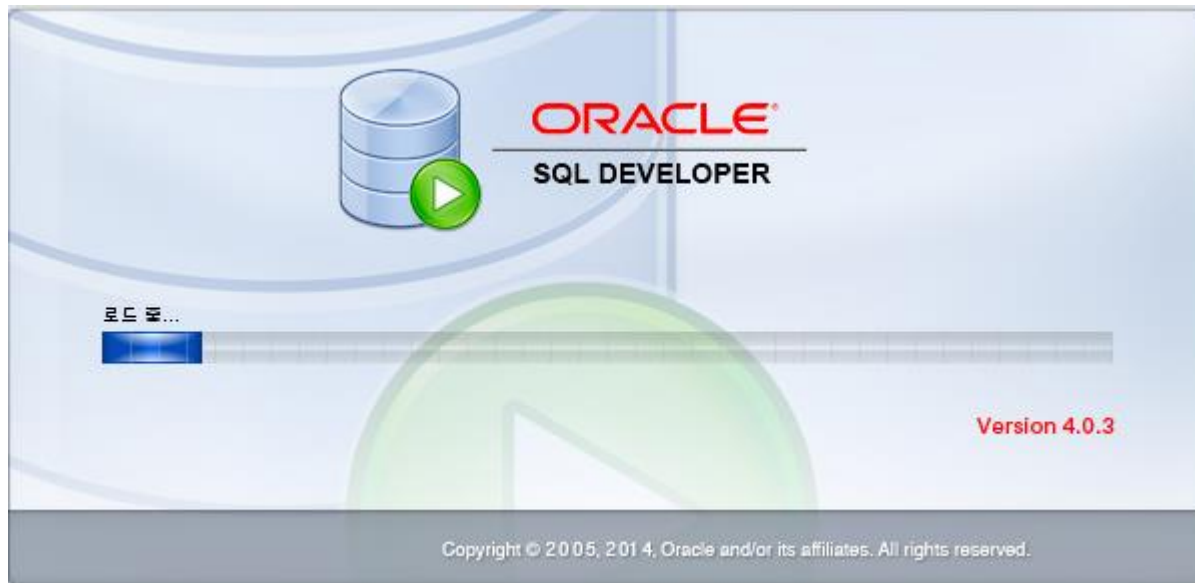 ORACLE®
SQL DEVELOPER
로드 중...
Version 4.0.3
Copyright © 2005, 2014, Oracle and/or its affiliates. All rights reserved.